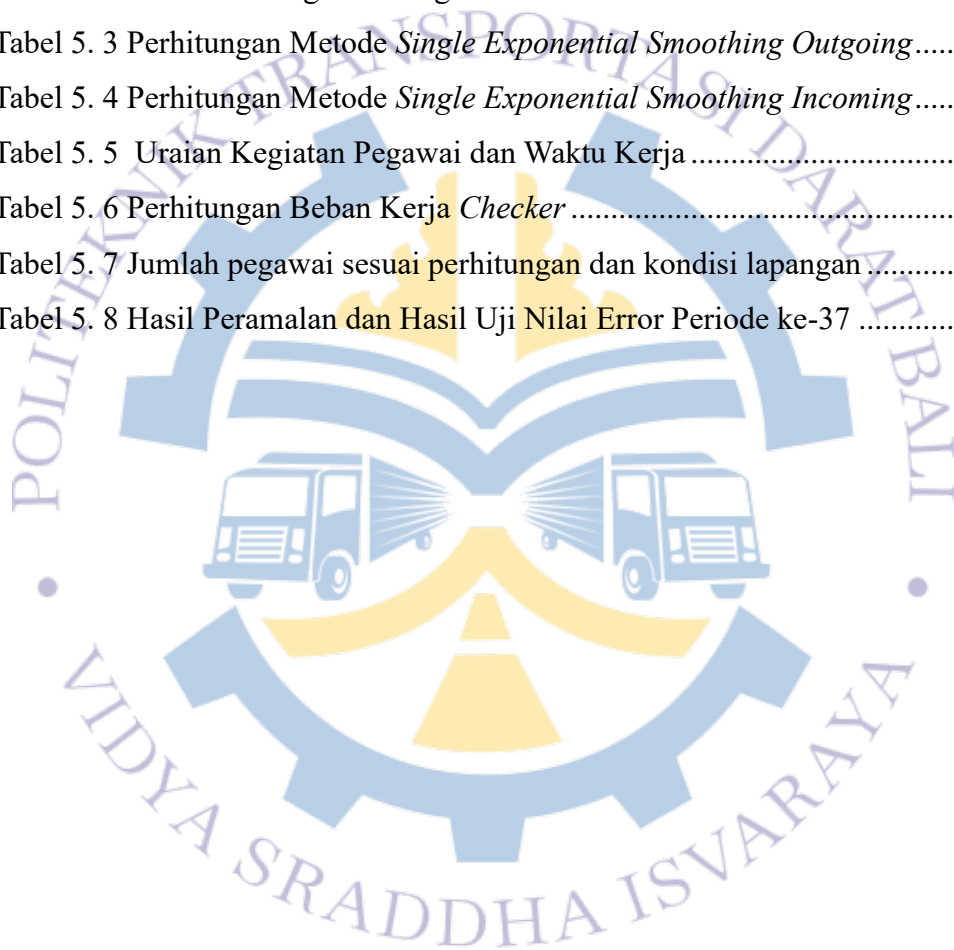 Tabel 5. 3 Perhitungan Metode Single Exponential Smoothing Outgoing.....
Tabel 5. 4 Perhitungan Metode Single Exponential Smoothing Incoming.....
Tabel 5. 5 Uraian Kegiatan Pegawai dan Waktu Kerja..................................
Tabel 5. 6 Perhitungan Beban Kerja Checker.................................................
Tabel 5. 7 Jumlah pegawai sesuai perhitungan dan kondisi lapangan...........
Tabel 5. 8 Hasil Peramalan dan Hasil Uji Nilai Error Periode ke-37............
POLITEKNIK TRANSPORTASI DARAT BALI
• VIDYA SRADDHA ISVARAYA •